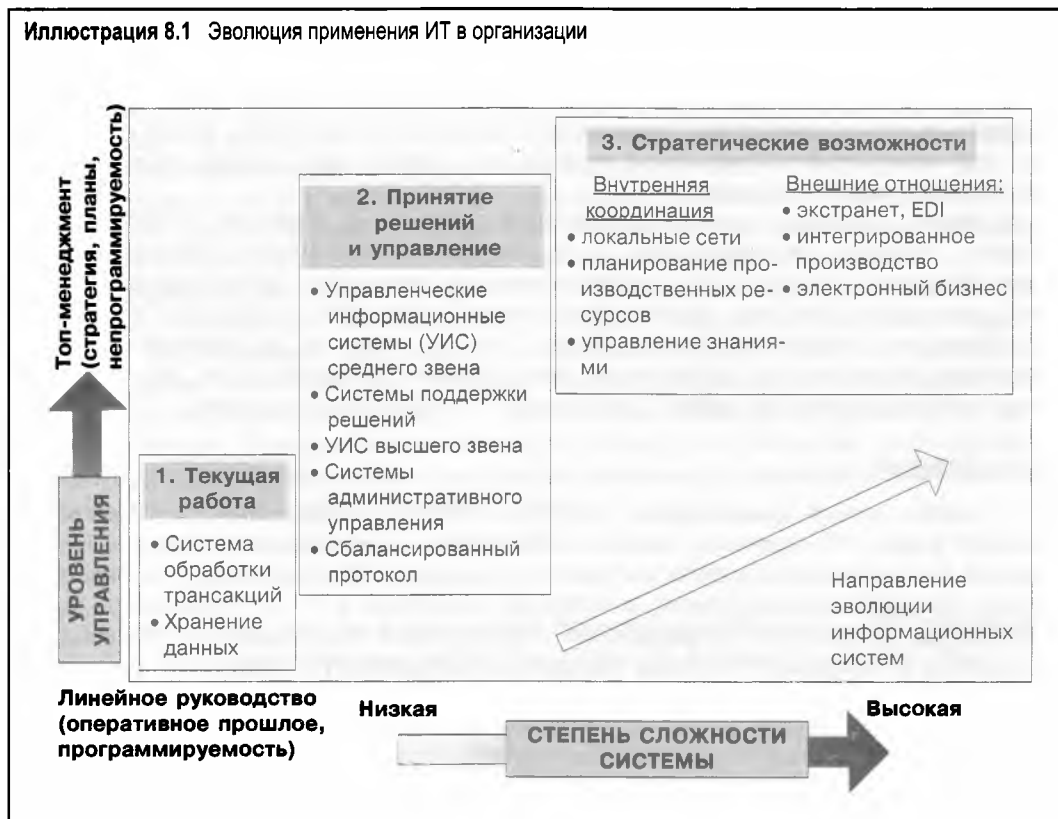 Иллюстрация 8.1 Эволюция применения ИТ в организации
Топ-менеджмент
(стратегия, планы,
непрограммируемость)
УРОВЕНЬ
УПРАВЛЕНИЯ
Линейное руководство
(оперативное прошлое,
программируемость)
1. Текущая
работа
• Система
обработки
трансакций
• Хранение
данных
2. Принятие
решений
и управление
• Управленческие
информационные
системы (УИС)
среднего звена
• Системы поддержки
решений
• УИС высшего звена
• Системы
административного
управления
• Сбалансированный
протокол
3. Стратегические возможности
Внутренняя
координация
• локальные сети
• планирование про-
изводственных ре-
сурсов
• управление знания-
ми
Внешние отношения:
• экстранет, EDI
• интегрированное
производство
• электронный бизнес
Направление
эволюции
информационных
систем
Низкая
Высокая
СТЕПЕНЬ СЛОЖНОСТИ
СИСТЕМЫ